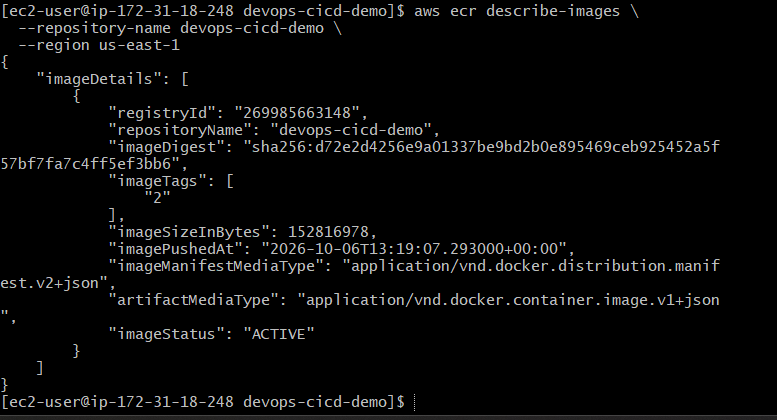 [ec2-user@ip-172-31-18-248 devops-cicd-demo]$ aws ecr describe-images \
  --repository-name devops-cicd-demo \
  --region us-east-1
{
    "imageDetails": [
        {
            "registryId": "269985663148",
            "repositoryName": "devops-cicd-demo",
            "imageDigest": "sha256:d72e2d4256e9a01337be9bd2b0e895469ceb925452a5f
57bf7fa7c4ff5ef3bb6",
            "imageTags": [
                "2"
            ],
            "imageSizeInBytes": 152816978,
            "imagePushedAt": "2026-10-06T13:19:07.293000+00:00",
            "imageManifestMediaType": "application/vnd.docker.distribution.manif
est.v2+json",
            "artifactMediaType": "application/vnd.docker.container.image.v1+json
",
            "imageStatus": "ACTIVE"
        }
    ]
}
[ec2-user@ip-172-31-18-248 devops-cicd-demo]$